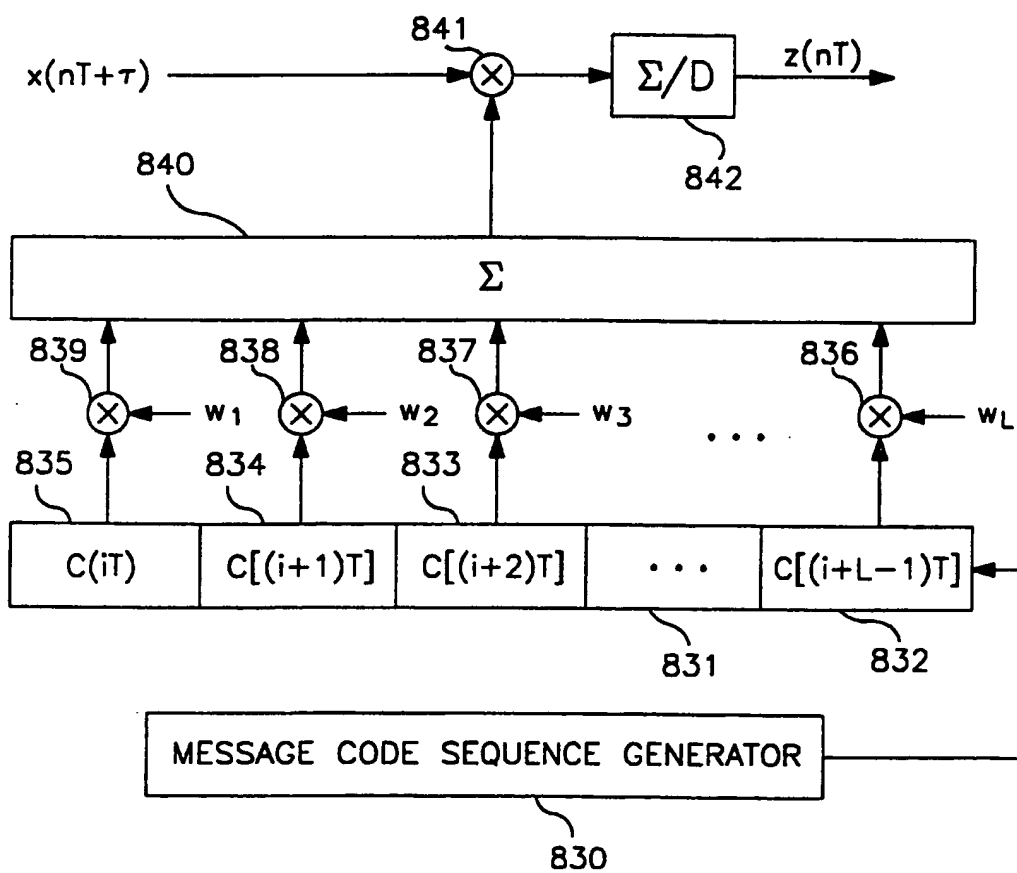 841
x(nT+τ)
×
Σ/D
z(nT)
842
840
Σ
839
838
837
836
× w1
× w2
× w3
...
× wL
835
834
833
C(iT)
C[(i+1)T]
C[(i+2)T]
...
C[(i+L-1)T]
831
832
MESSAGE CODE SEQUENCE GENERATOR
830